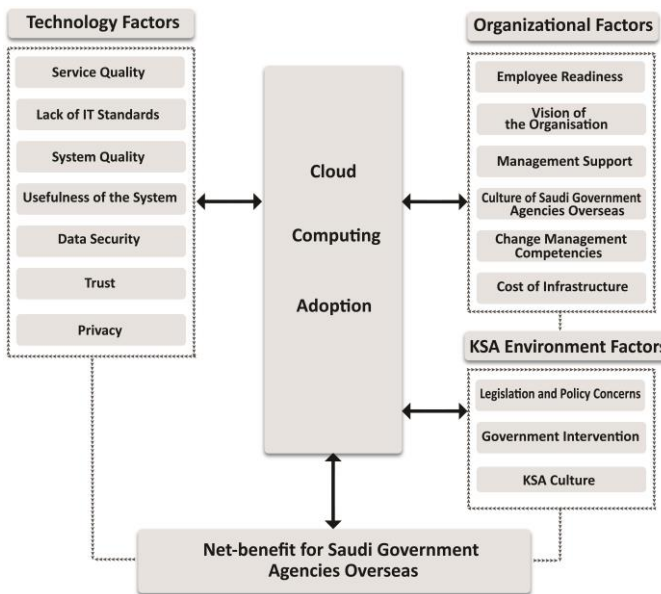 Technology Factors
Service Quality
Lack of IT Standards
System Quality
Usefulness of the System
Data Security
Trust
Privacy
Cloud
Computing
Adoption
Organizational Factors
Employee Readiness
Vision of
the Organisation
Management Support
Culture of Saudi Government
Agencies Overseas
Change Management
Competencies
Cost of Infrastructure
KSA Environment Factors
Legislation and Policy Concerns
Government Intervention
KSA Culture
Net-benefit for Saudi Government
Agencies Overseas